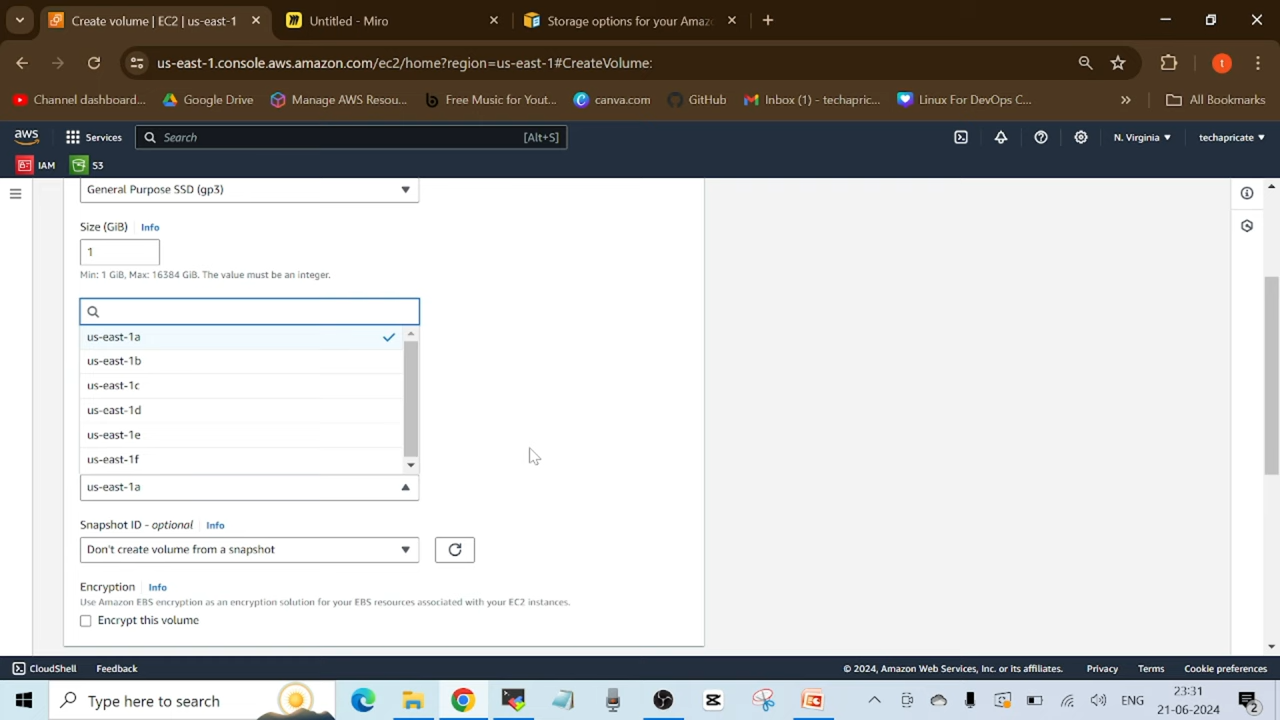 Create volume | EC2 | us-east-1
Untitled - Miro
Storage options for your Amaz
us-east-1.console.aws.amazon.com/ec2/home?region=us-east-1#CreateVolume:
t
Channel dashboard...
Google Drive
Manage AWS Resou...
Free Music for Yout...
canva.com
GitHub
Inbox (1) - techapric...
Linux For DevOps C...
All Bookmarks
aws
Services
Search
[Alt+S]
N. Virginia
techapricate
IAM
S3
General Purpose SSD (gp3)
Size (GiB)
Info
1
Min: 1 GiB, Max: 16384 GiB. The value must be an integer.
us-east-1a
us-east-1b
us-east-1c
us-east-1d
us-east-1e
us-east-1f
us-east-1a
Snapshot ID - optional
Info
Don't create volume from a snapshot
Encryption
Info
Use Amazon EBS encryption as an encryption solution for your EBS resources associated with your EC2 instances.
Encrypt this volume
CloudShell
Feedback
© 2024, Amazon Web Services, Inc. or its affiliates.
Privacy
Terms
Cookie preferences
Type here to search
ENG
23:31
21-06-2024
2